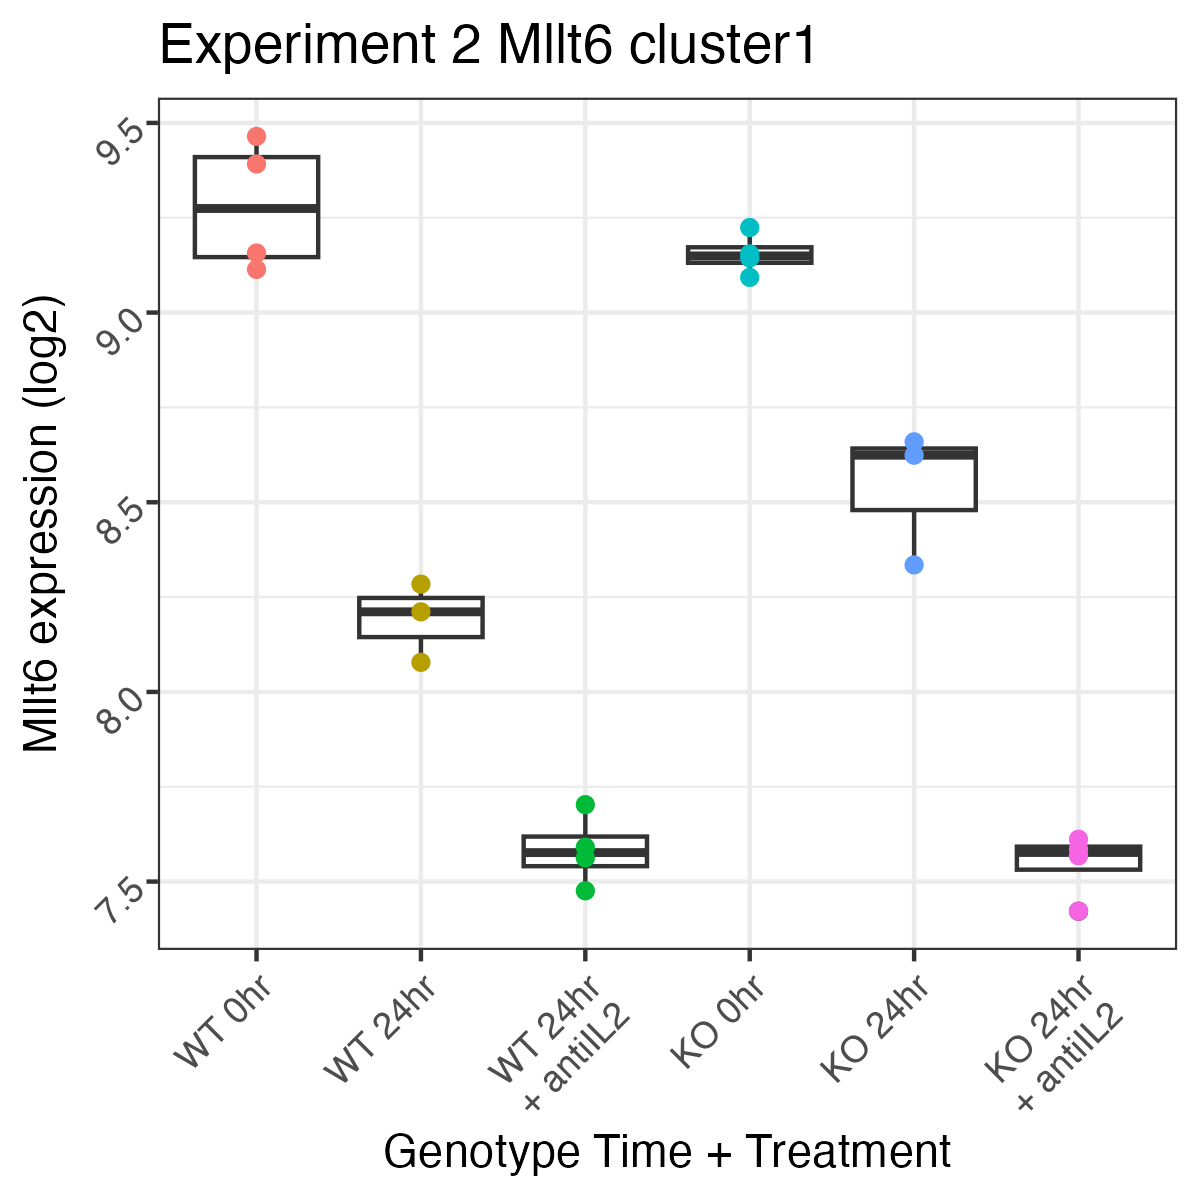 Experiment 2 Mllt6 cluster1
Mllt6 expression (log2)
9.5
9.0
8.5
8.0
7.5
WT 0hr
WT 24hr
WT 24hr
+ antiIL2
KO 0hr
KO 24hr
KO 24hr
+ antiIL2
Genotype Time + Treatment